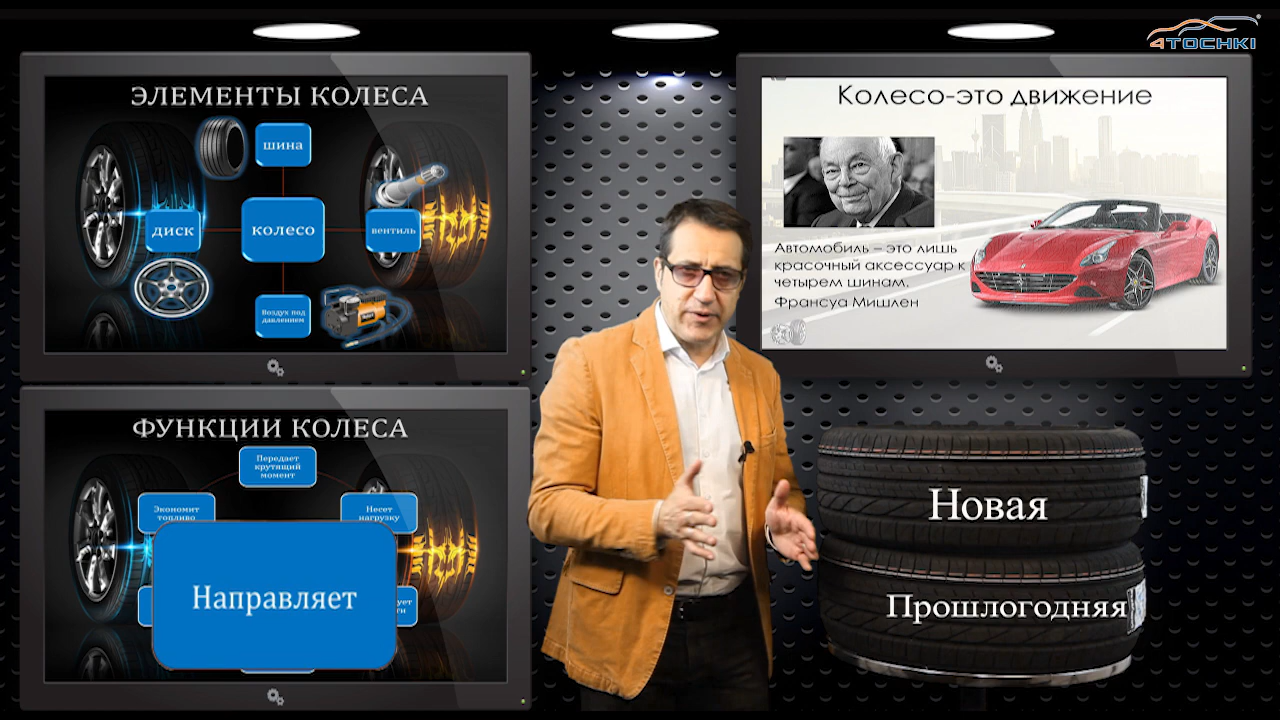 4TOCHKI
ЭЛЕМЕНТЫ КОЛЕСА
шина
диск
колесо
вентиль
Воздух под
давлением
Колесо-это движение
Автомобиль – это лишь
красочный аксессуар к
четырем шинам.
Франсуа Мишлен
ФУНКЦИИ КОЛЕСА
Передает
крутящий
момент
Экономит
топливо
Несет
нагрузку
Направляет
Новая
Прошлогодняя